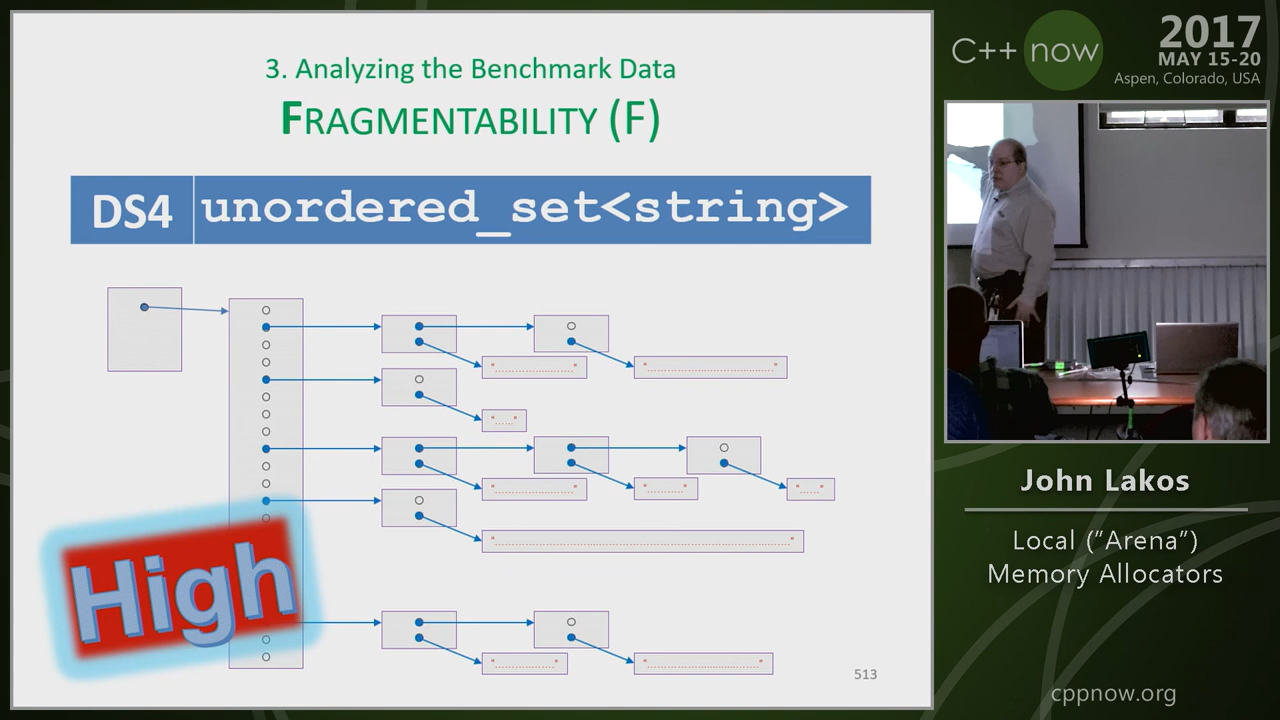 3. Analyzing the Benchmark Data
FRAGMENTABILITY (F)
DS4 unordered_set<string>
High
513
C++ now
2017
MAY 15-20
Aspen, Colorado, USA
John Lakos
Local ("Arena")
Memory Allocators
cppnow.org